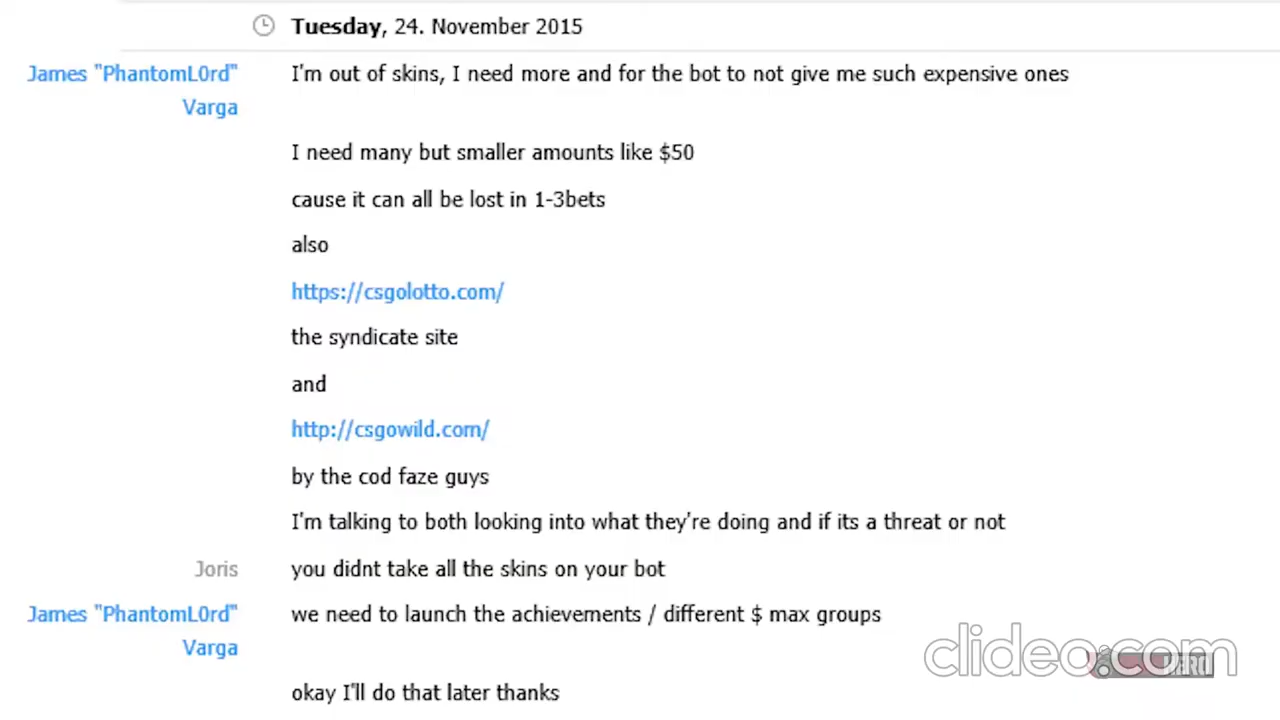 Tuesday, 24. November 2015
James "PhantomL0rd" Varga
I'm out of skins, I need more and for the bot to not give me such expensive ones
I need many but smaller amounts like $50
cause it can all be lost in 1-3bets
also
https://csgolotto.com/
the syndicate site
and
http://csgowild.com/
by the cod faze guys
I'm talking to both looking into what they're doing and if its a threat or not
Joris
you didnt take all the skins on your bot
James "PhantomL0rd" Varga
we need to launch the achievements / different $ max groups
okay I'll do that later thanks
clideo.com